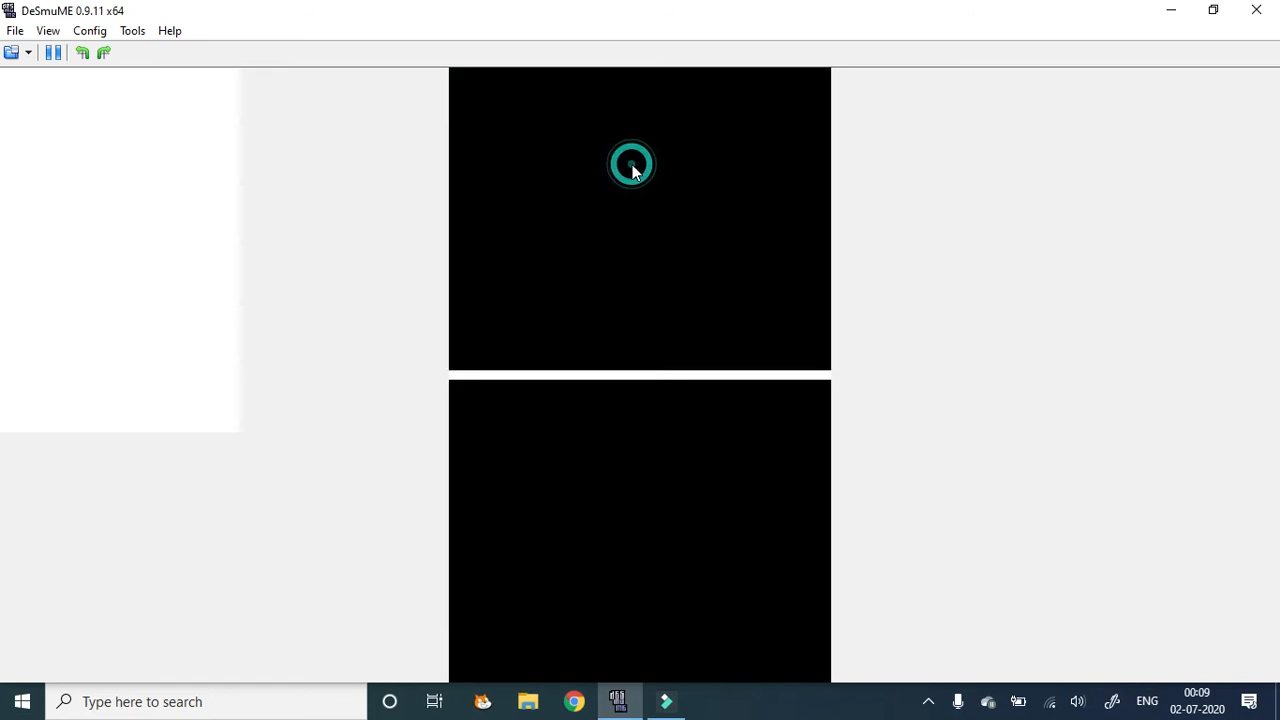 DeSmuME 0.9.11 x64
File View Config Tools Help
Type here to search
ENG
00:09
02-07-2020